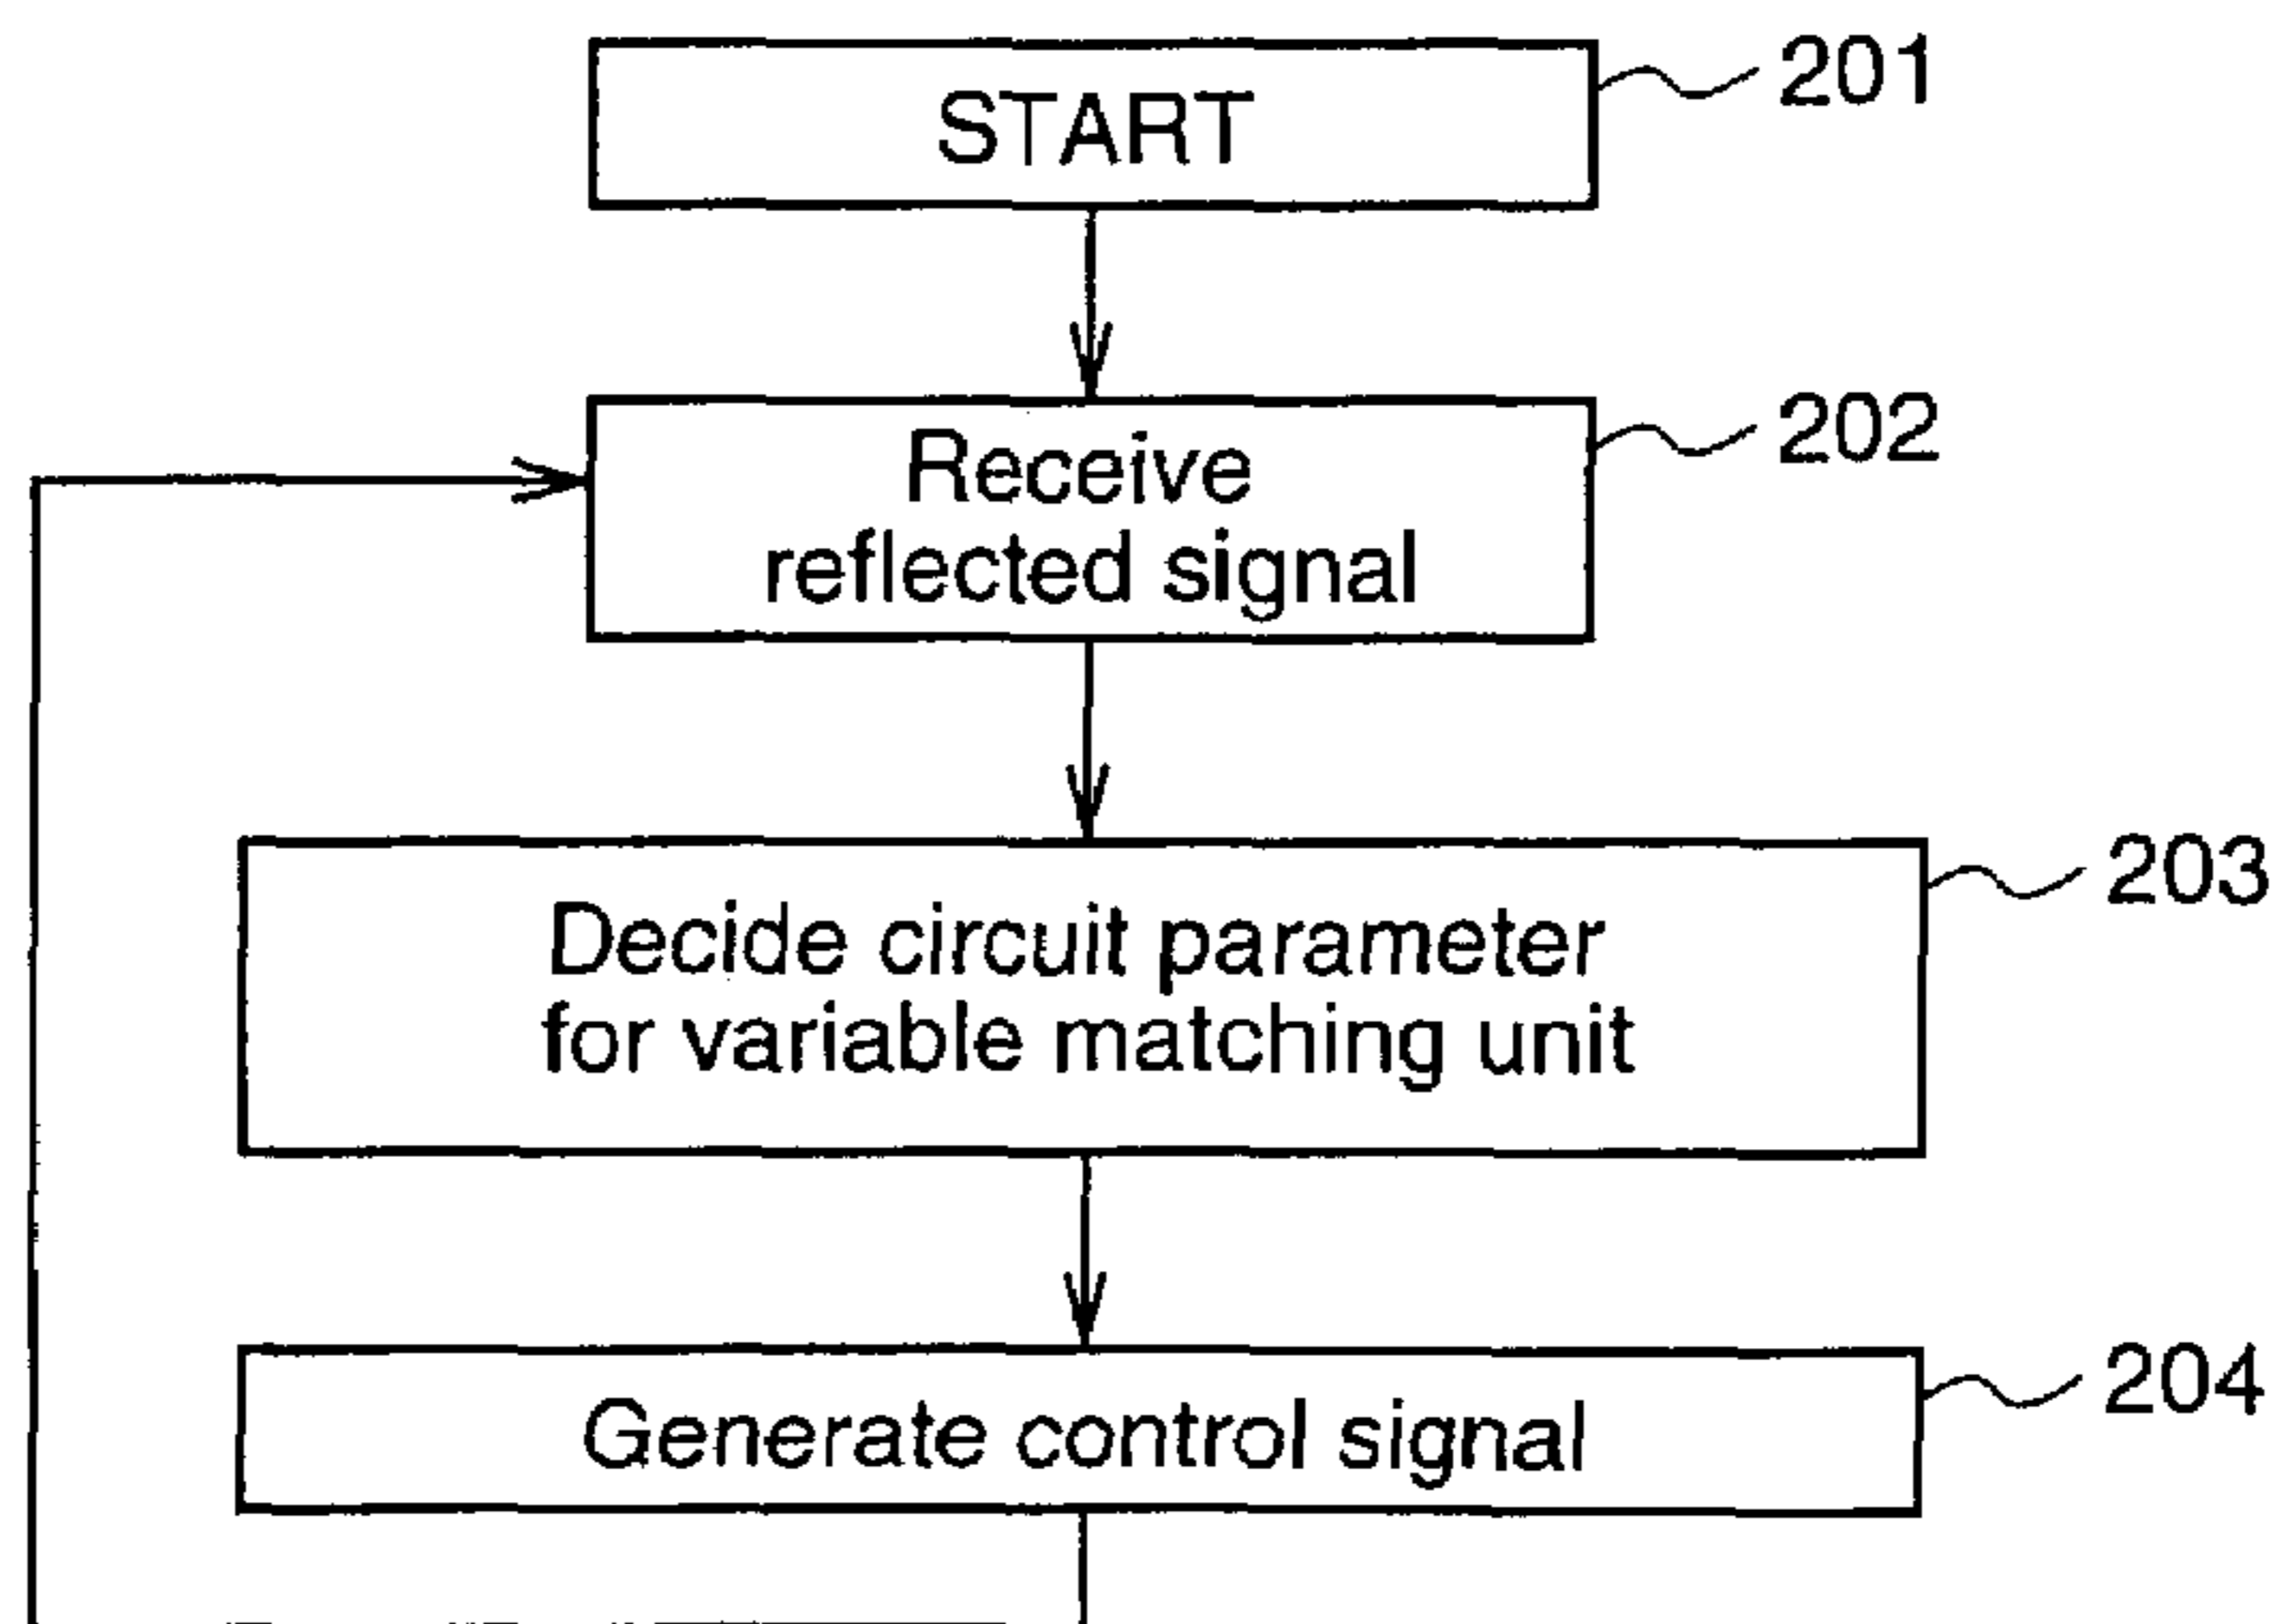 START
201
Receive
reflected signal
202
Decide circuit parameter
for variable matching unit
203
Generate control signal
204